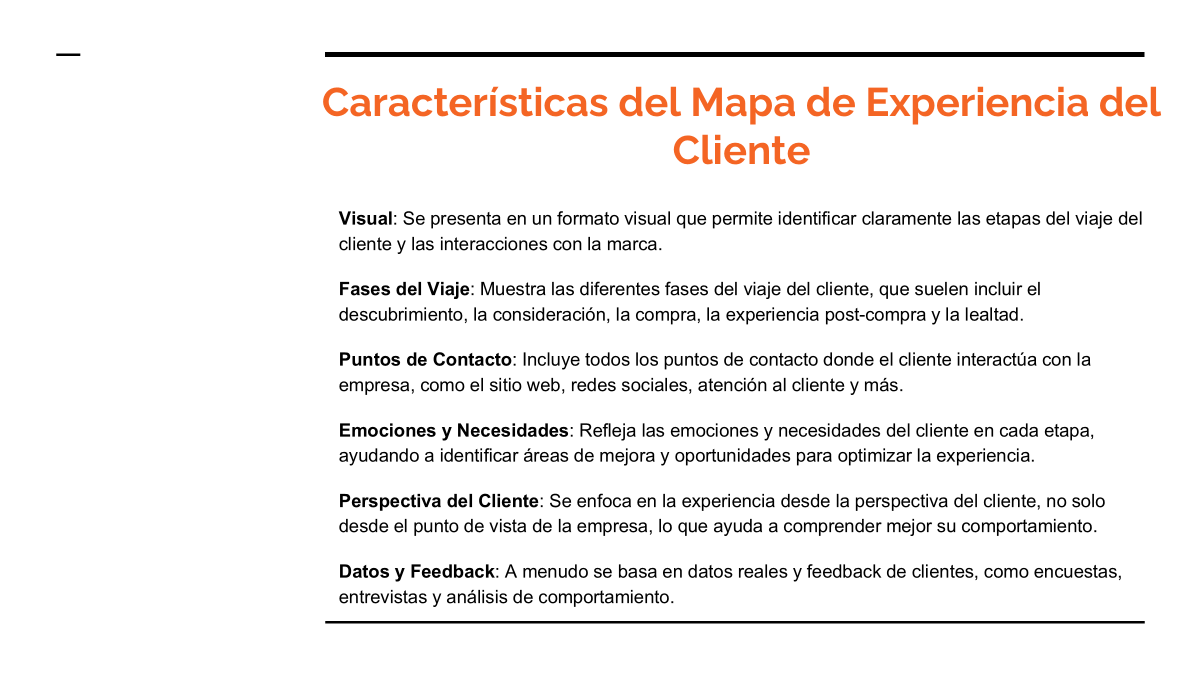 Características del Mapa de Experiencia del
Cliente
Visual: Se presenta en un formato visual que permite identificar claramente las etapas del viaje del
cliente y las interacciones con la marca.
Fases del Viaje: Muestra las diferentes fases del viaje del cliente, que suelen incluir el
descubrimiento, la consideración, la compra, la experiencia post-compra y la lealtad.
Puntos de Contacto: Incluye todos los puntos de contacto donde el cliente interactúa con la
empresa, como el sitio web, redes sociales, atención al cliente y más.
Emociones y Necesidades: Refleja las emociones y necesidades del cliente en cada etapa,
ayudando a identificar áreas de mejora y oportunidades para optimizar la experiencia.
Perspectiva del Cliente: Se enfoca en la experiencia desde la perspectiva del cliente, no solo
desde el punto de vista de la empresa, lo que ayuda a comprender mejor su comportamiento.
Datos y Feedback: A menudo se basa en datos reales y feedback de clientes, como encuestas,
entrevistas y análisis de comportamiento.